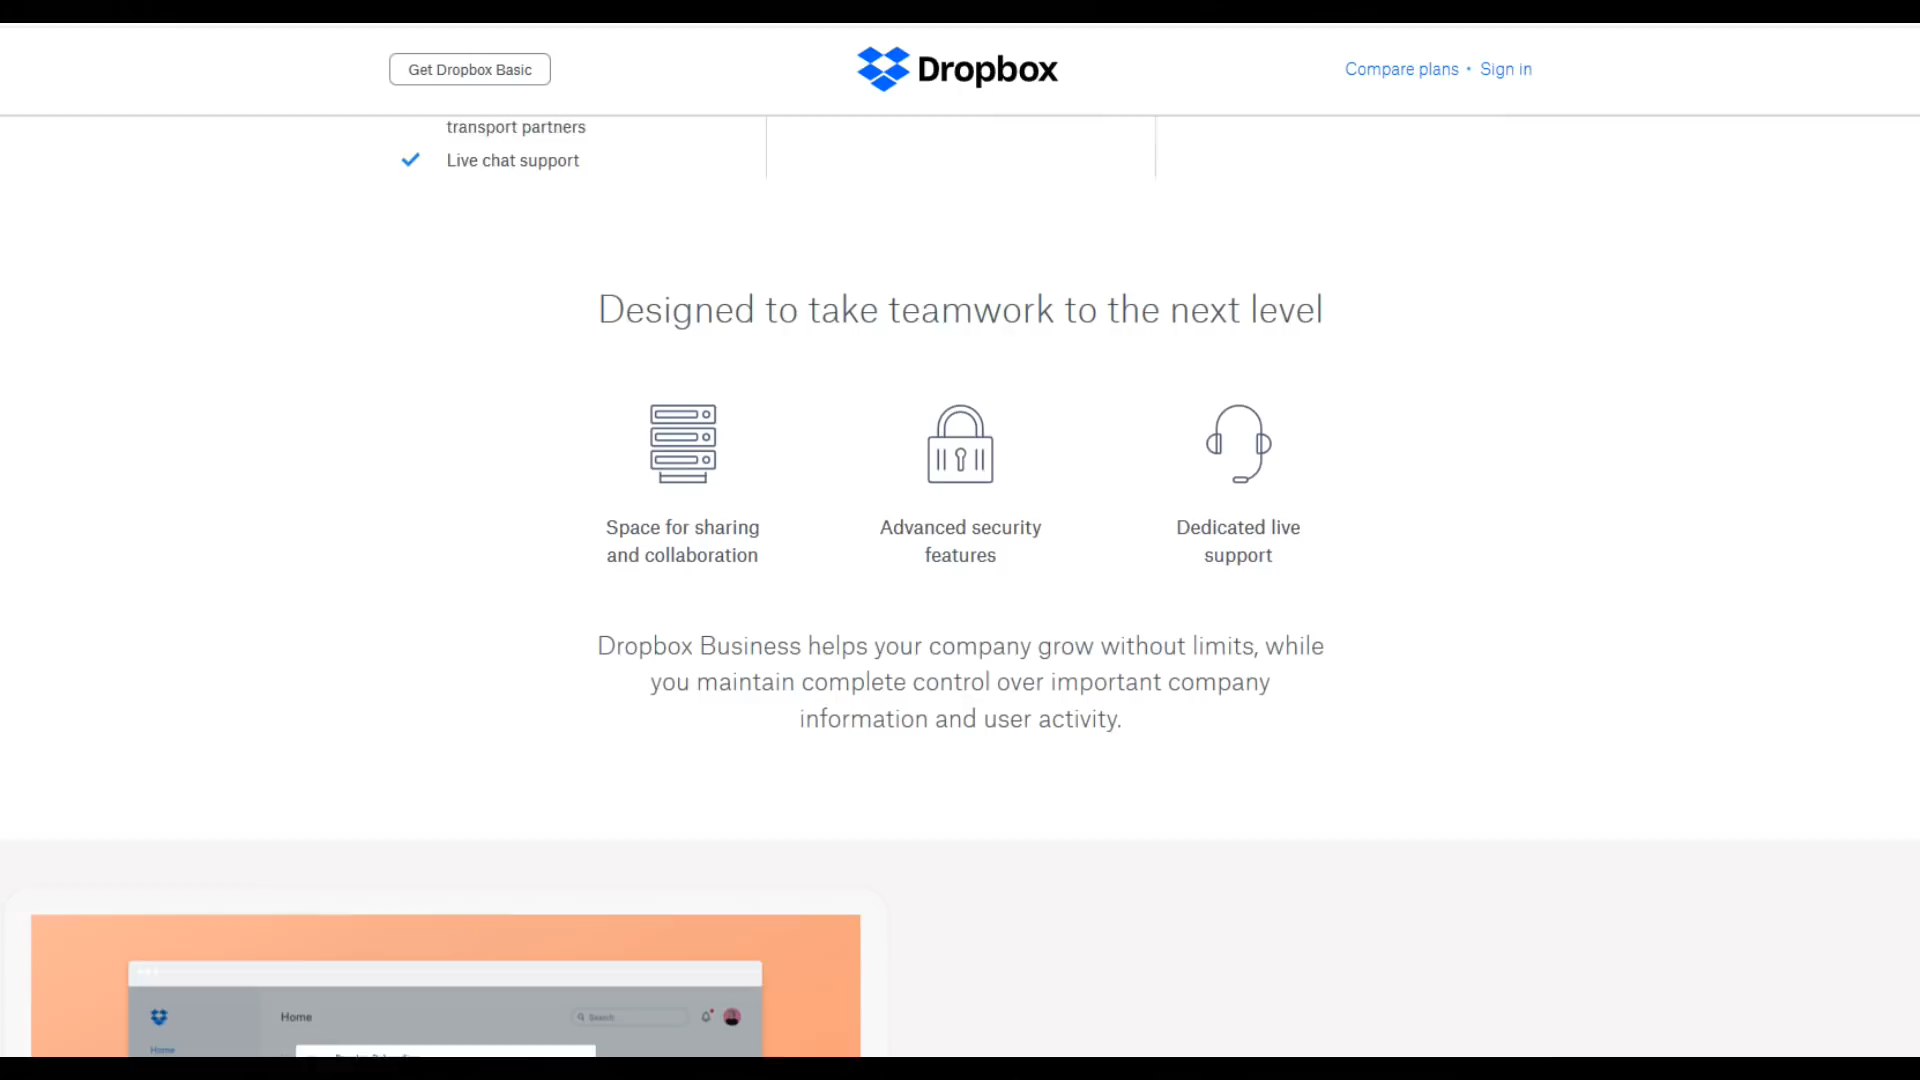 Get Dropbox Basic
Dropbox
Compare plans • Sign in
transport partners
Live chat support
Designed to take teamwork to the next level
Space for sharing
and collaboration
Advanced security
features
Dedicated live
support
Dropbox Business helps your company grow without limits, while
you maintain complete control over important company
information and user activity.
Home
Search
Home